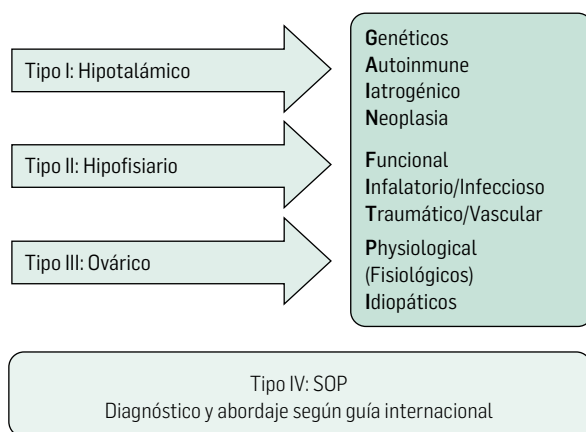 Tipo I: Hipotalámico
Tipo II: Hipofisiario
Tipo III: Ovárico
Genéticos
Autoinmune
Iatrogénico
Neoplasia
Funcional
Infalatorio/Infeccioso
Traumático/Vascular
Physiological
(Fisiológicos)
Idiopáticos
Tipo IV: SOP
Diagnóstico y abordaje según guía internacional